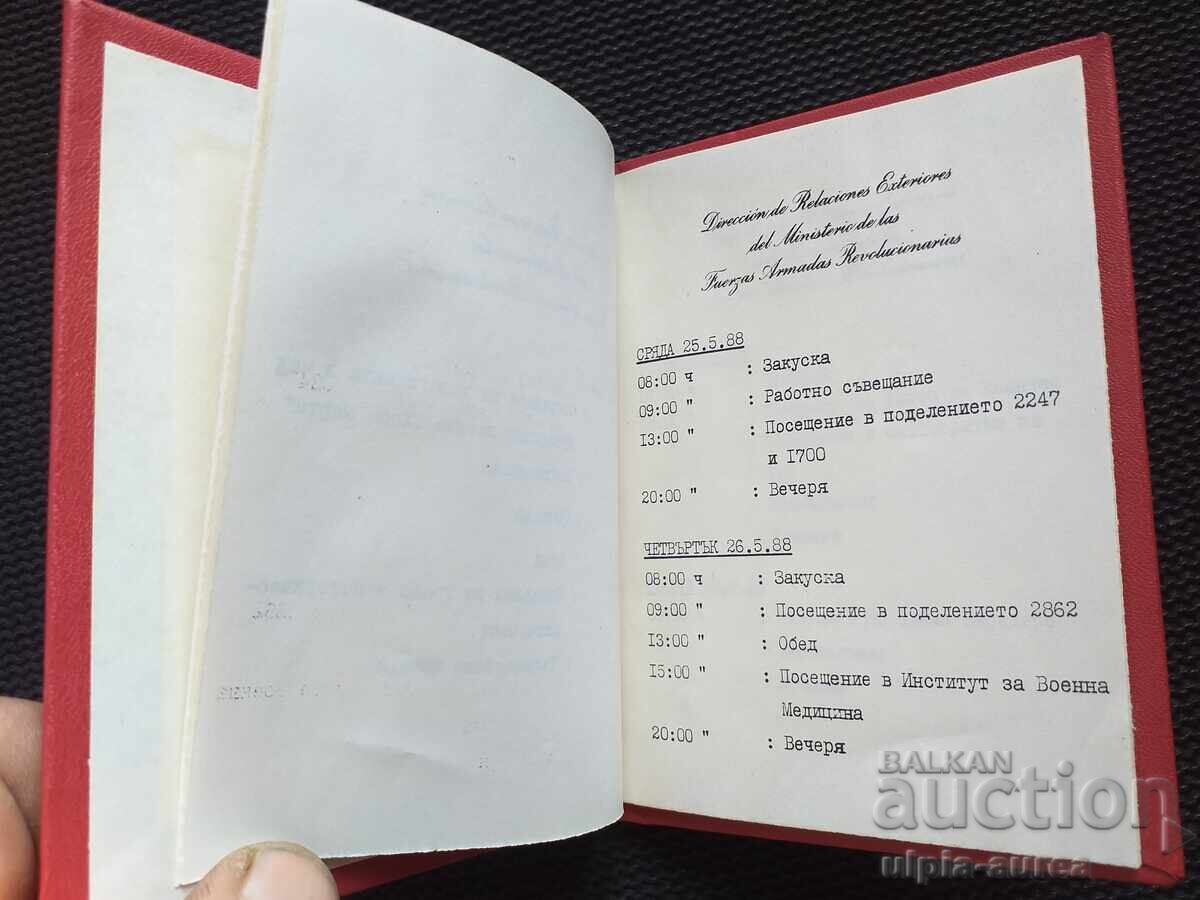 Dirección de Relaciones Exteriores
del Ministerio de las
Fuerzas Armadas Revolucionarias
СРЯДА 25.5.88
08:00 ч : Закуска
09:00 " : Работно съвещание
13:00 " : Посещение в поделението 2247
и 1700
20:00 " : Вечеря
ЧЕТВЪРТЪК 26.5.88
08:00 ч : Закуска
09:00 " : Посещение в поделението 2862
13:00 " : Обед
15:00 " : Посещение в Институт за Военна
Медицина
20:00 " : Вечеря
BALKAN
auction
ulpia-aurea